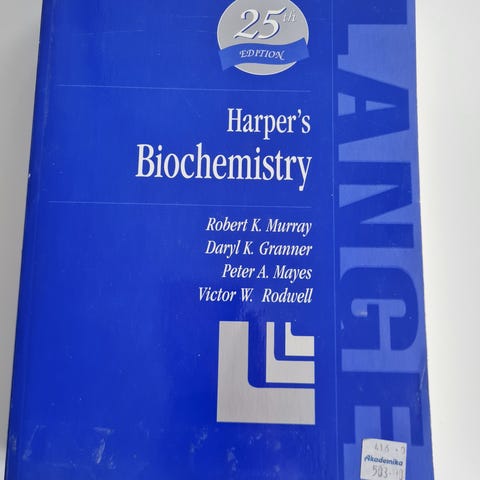 25th
EDITION
LANGE
Harper's
Biochemistry
Robert K. Murray
Daryl K. Granner
Peter A. Mayes
Victor W. Rodwell
Akademika